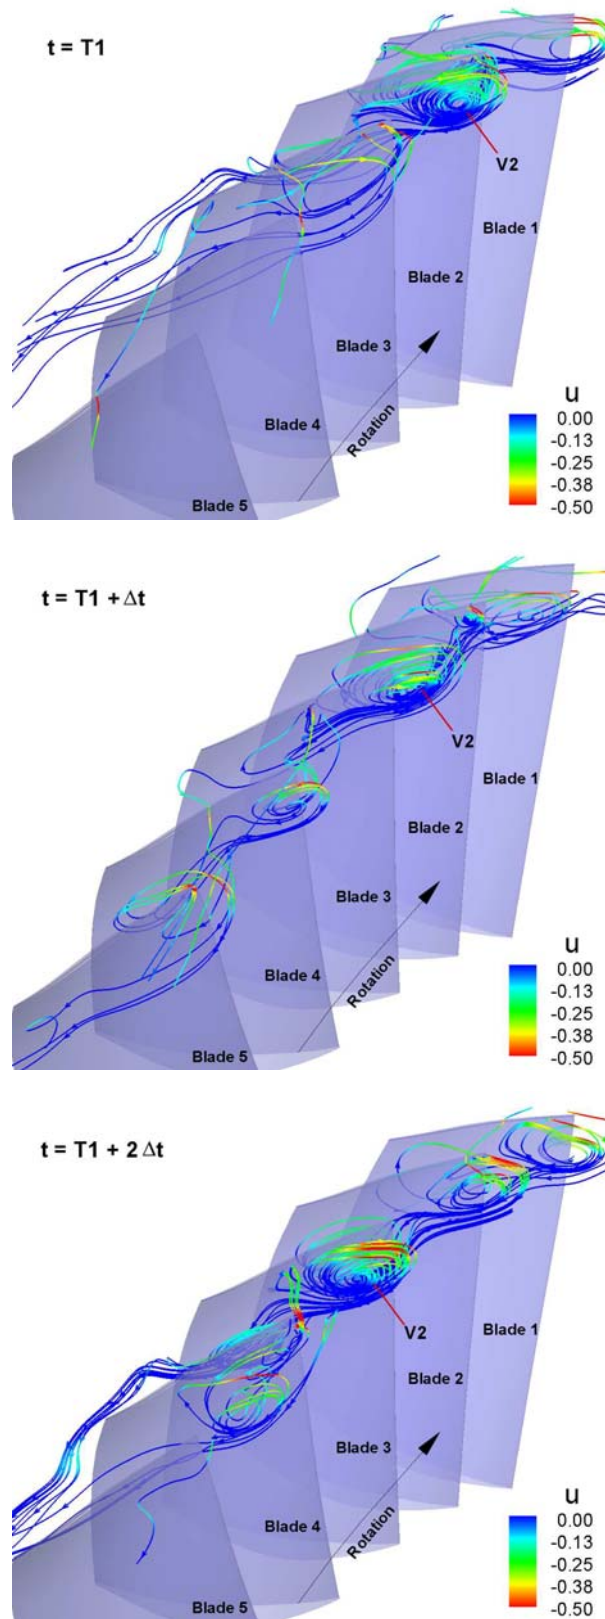 t = T1
V2
Blade 1
Blade 2
Blade 3
Blade 4
Rotation
Blade 5
u
0.00
-0.13
-0.25
-0.38
-0.50
t = T1 + Δt
V2
Blade 1
Blade 2
Blade 3
Blade 4
Rotation
Blade 5
u
0.00
-0.13
-0.25
-0.38
-0.50
t = T1 + 2 Δt
V2
Blade 1
Blade 2
Blade 3
Blade 4
Rotation
Blade 5
u
0.00
-0.13
-0.25
-0.38
-0.50